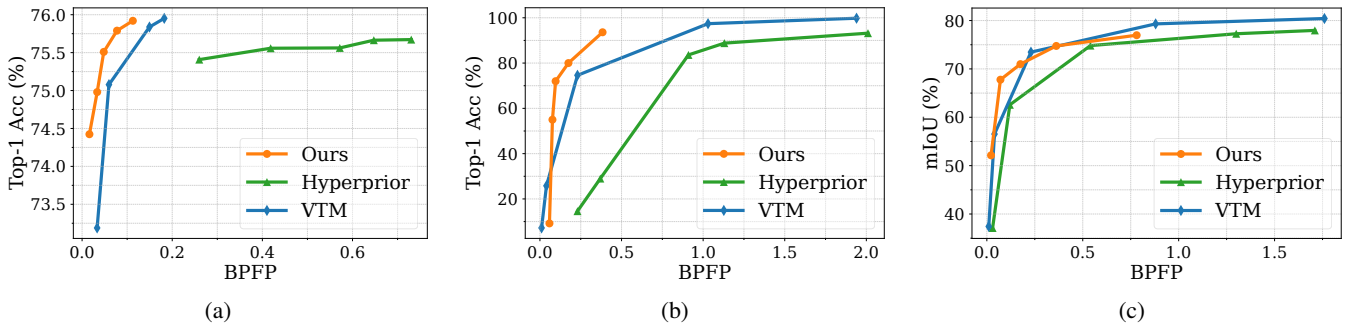 76.0
75.5
75.0
74.5
74.0
73.5
Top-1 Acc (%)
0.0 0.2 0.4 0.6
BPFP
Ours
Hyperprior
VTM
(a)
100
80
60
40
20
Top-1 Acc (%)
0.0 0.5 1.0 1.5 2.0
BPFP
Ours
Hyperprior
VTM
(b)
80
70
60
50
40
mIoU (%)
0.0 0.5 1.0 1.5
BPFP
Ours
Hyperprior
VTM
(c)